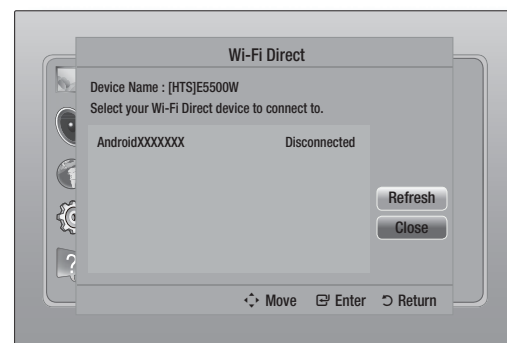 Wi-Fi Direct
Device Name : [HTS]E5500W
Select your Wi-Fi Direct device to connect to.
AndroidXXXXXXX Disconnected
Refresh
Close
Move Enter Return